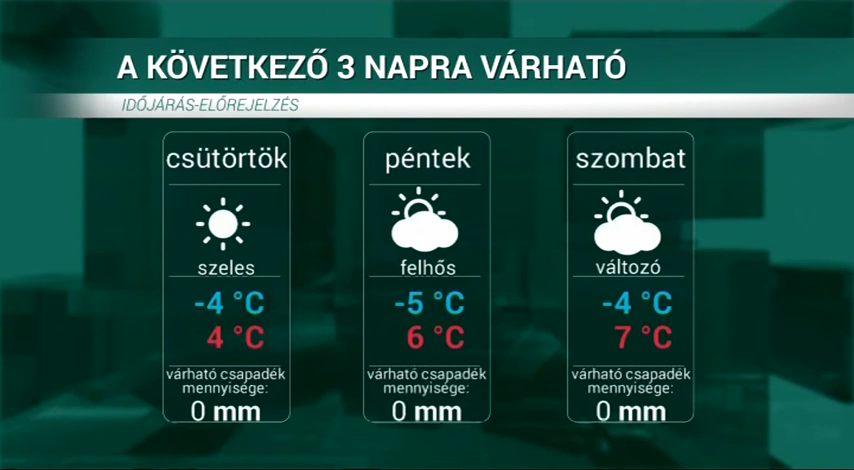 A KÖVETKEZŐ 3 NAPRA VÁRHATÓ
IDŐJÁRÁS-ELŐREJELZÉS
csütörtök
szeles
-4 °C
4 °C
várható csapadék
mennyisége:
0 mm
péntek
felhős
-5 °C
6 °C
várható csapadék
mennyisége:
0 mm
szombat
változó
-4 °C
7 °C
várható csapadék
mennyisége:
0 mm